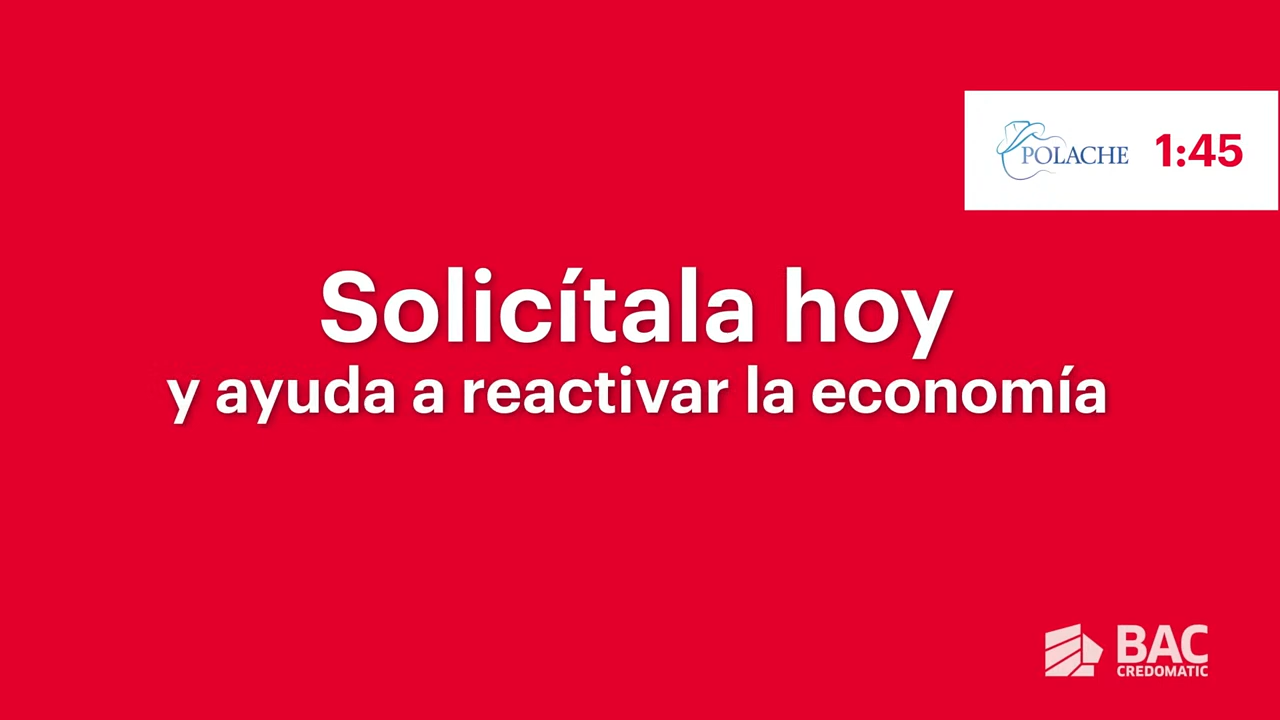 POLACHE 1:45
Solicítala hoy
y ayuda a reactivar la economía
BAC
CREDOMATIC